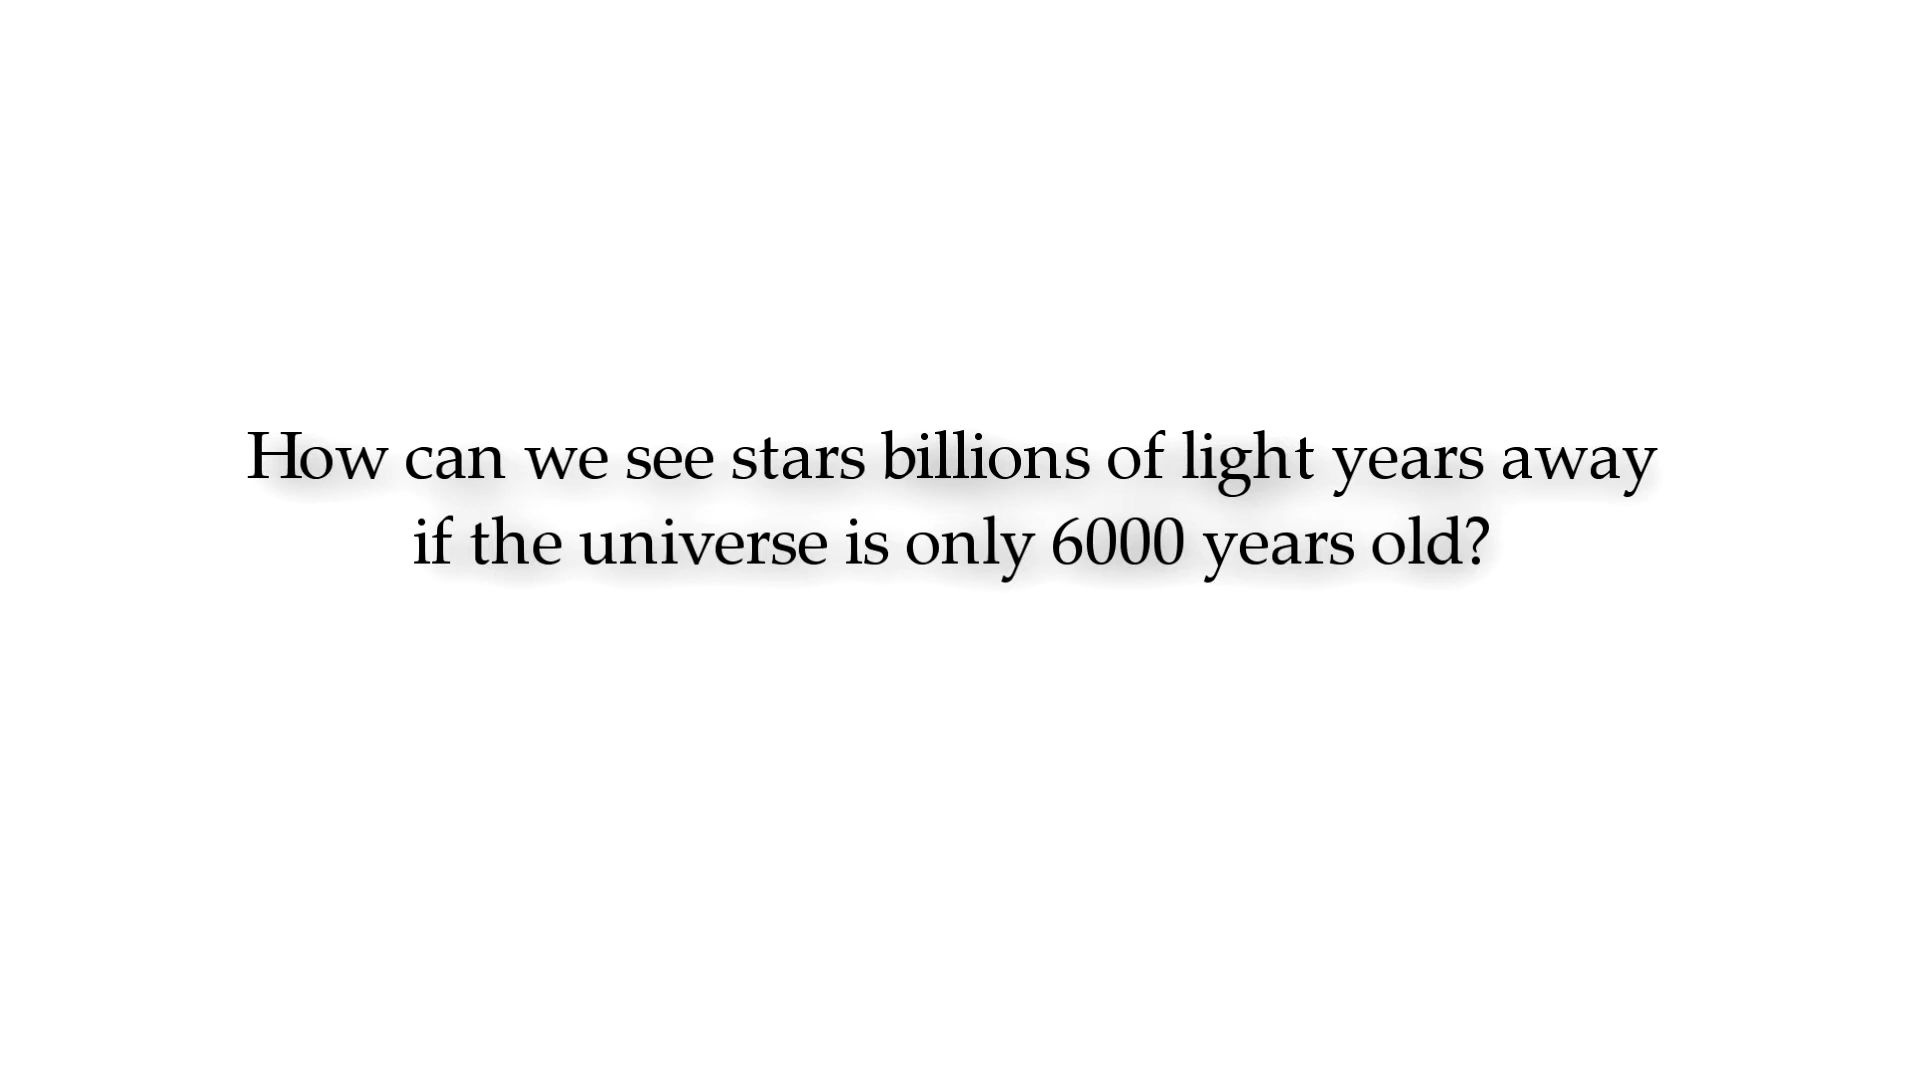 How can we see stars billions of light years away
if the universe is only 6000 years old?